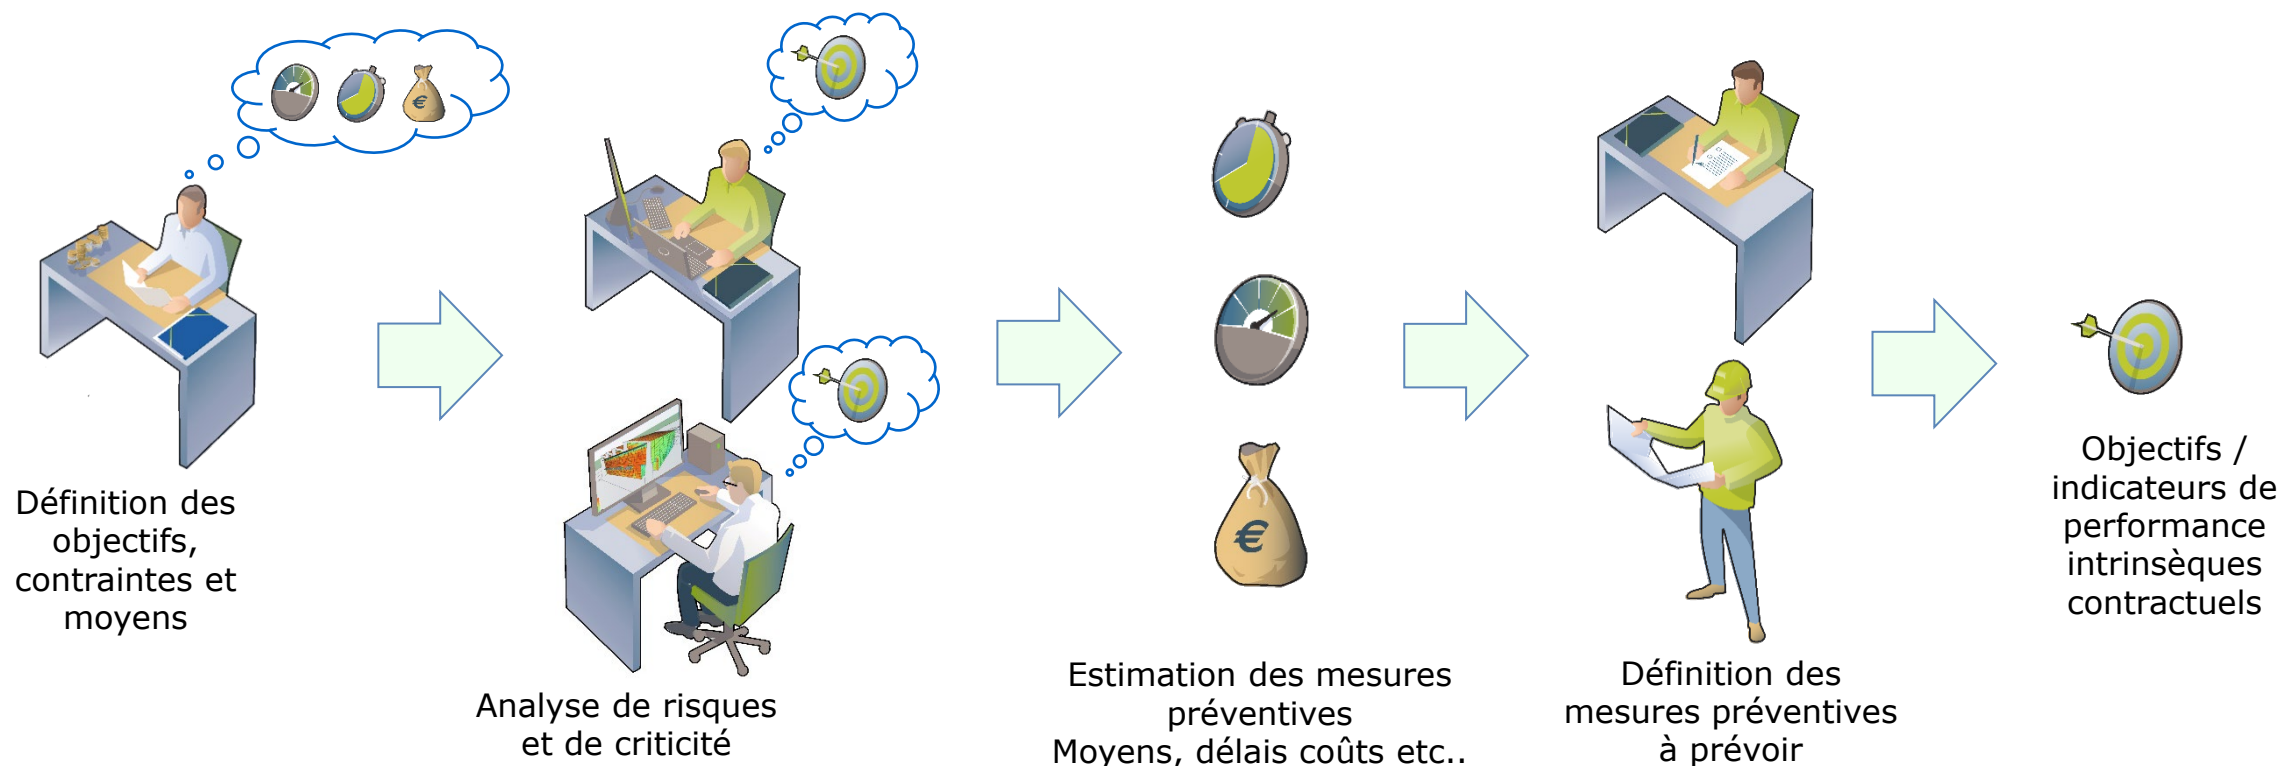 Définition des
objectifs,
contraintes et
moyens
Analyse de risques
et de criticité
€
Estimation des mesures
préventives
Moyens, délais coûts etc..
Définition des
mesures préventives
à prévoir
Objectifs /
indicateurs de
performance
intrinsèques
contractuels